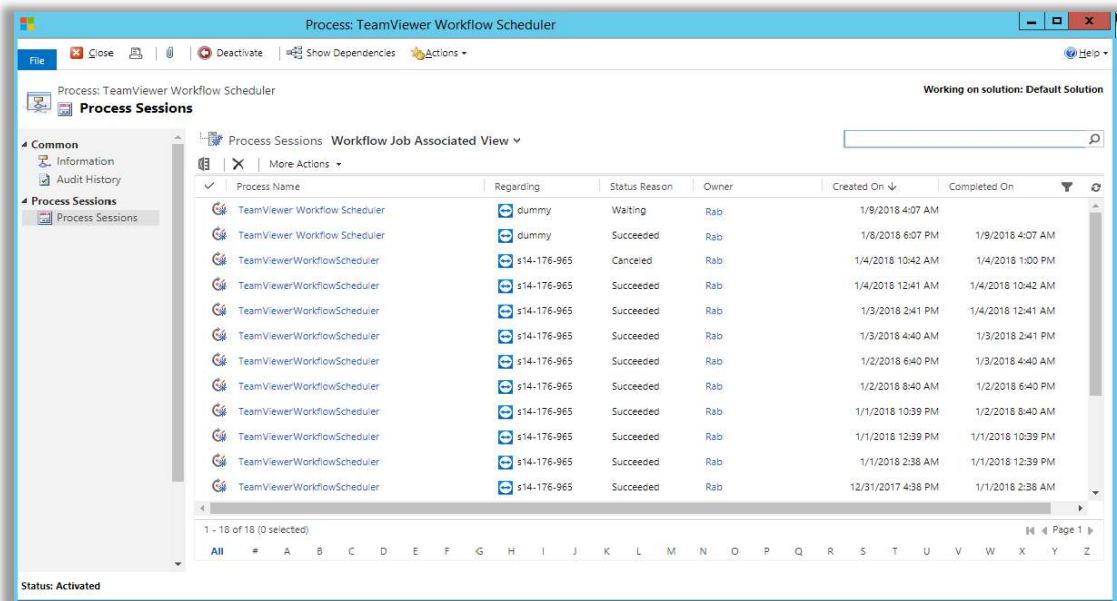 Process: TeamViewer Workflow Scheduler
File Close Deactivate Show Dependencies Actions Help
Process: TeamViewer Workflow Scheduler Working on solution: Default Solution
Process Sessions
Common
Information
Audit History
Process Sessions
Process Sessions
Process Sessions Workflow Job Associated View
More Actions
Process Name Regarding Status Reason Owner Created On ↓ Completed On
TeamViewer Workflow Scheduler dummy Waiting Rab 1/9/2018 4:07 AM
TeamViewer Workflow Scheduler dummy Succeeded Rab 1/8/2018 6:07 PM 1/9/2018 4:07 AM
TeamViewerWorkflowScheduler s14-176-965 Canceled Rab 1/4/2018 10:42 AM 1/4/2018 1:00 PM
TeamViewerWorkflowScheduler s14-176-965 Succeeded Rab 1/4/2018 12:41 AM 1/4/2018 10:42 AM
TeamViewerWorkflowScheduler s14-176-965 Succeeded Rab 1/3/2018 2:41 PM 1/4/2018 12:41 AM
TeamViewerWorkflowScheduler s14-176-965 Succeeded Rab 1/3/2018 4:40 AM 1/3/2018 2:41 PM
TeamViewerWorkflowScheduler s14-176-965 Succeeded Rab 1/2/2018 6:40 PM 1/3/2018 4:40 AM
TeamViewerWorkflowScheduler s14-176-965 Succeeded Rab 1/2/2018 8:40 AM 1/2/2018 6:40 PM
TeamViewerWorkflowScheduler s14-176-965 Succeeded Rab 1/1/2018 10:39 PM 1/2/2018 8:40 AM
TeamViewerWorkflowScheduler s14-176-965 Succeeded Rab 1/1/2018 12:39 PM 1/1/2018 10:39 PM
TeamViewerWorkflowScheduler s14-176-965 Succeeded Rab 1/1/2018 2:38 AM 1/1/2018 12:39 PM
TeamViewerWorkflowScheduler s14-176-965 Succeeded Rab 12/31/2017 4:38 PM 1/1/2018 2:38 AM
1 - 18 of 18 (0 selected) Page 1
All # A B C D E F G H I J K L M N O P Q R S T U V W X Y Z
Status: Activated